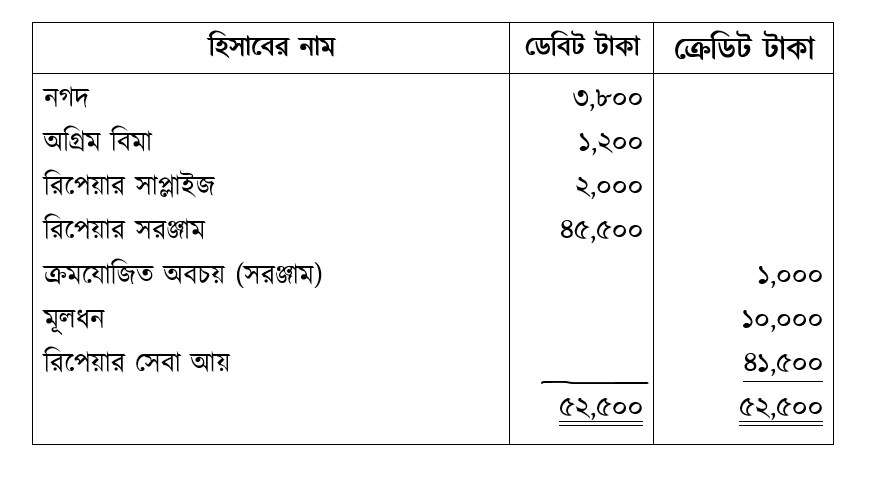 হিসাবের নাম ডেবিট টাকা ক্রেডিট টাকা
নগদ ৩,৮০০
অগ্রিম বিমা ১,২০০
রিপেয়ার সাপ্লাইজ ২,০০০
রিপেয়ার সরঞ্জাম ৪৫,৫০০
ক্রমযোজিত অবচয় (সরঞ্জাম) ১,০০০
মূলধন ১০,০০০
রিপেয়ার সেবা আয় ৪১,৫০০
৫২,৫০০ ৫২,৫০০